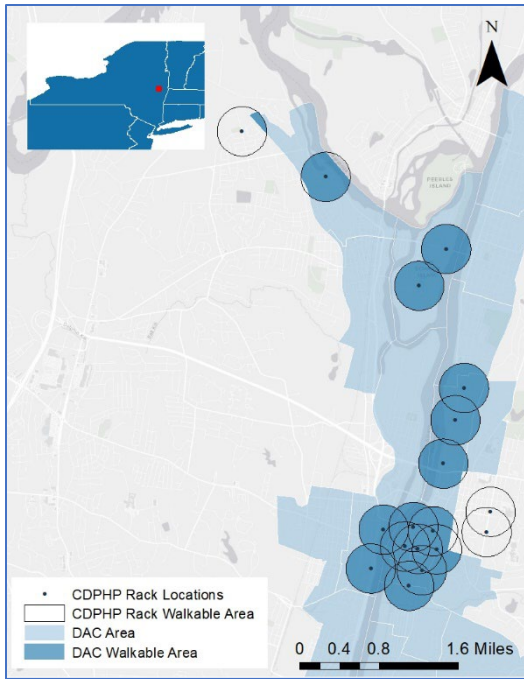 N
PEEBLES
ISLAND
CDPHP Rack Locations
CDPHP Rack Walkable Area
DAC Area
DAC Walkable Area
0 0.4 0.8 1.6 Miles